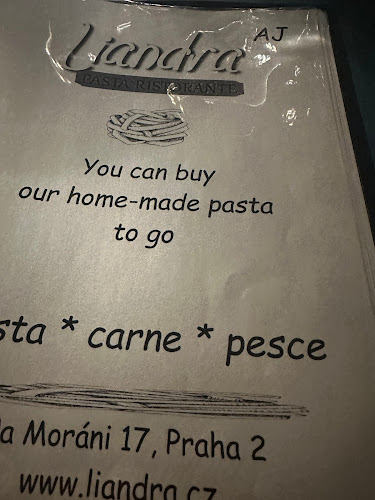 Liandra
AJ
PASTA RISTORANTE
You can buy
our home-made pasta
to go
sta * carne * pesce
la Moráni 17, Praha 2
www.liandra.cz